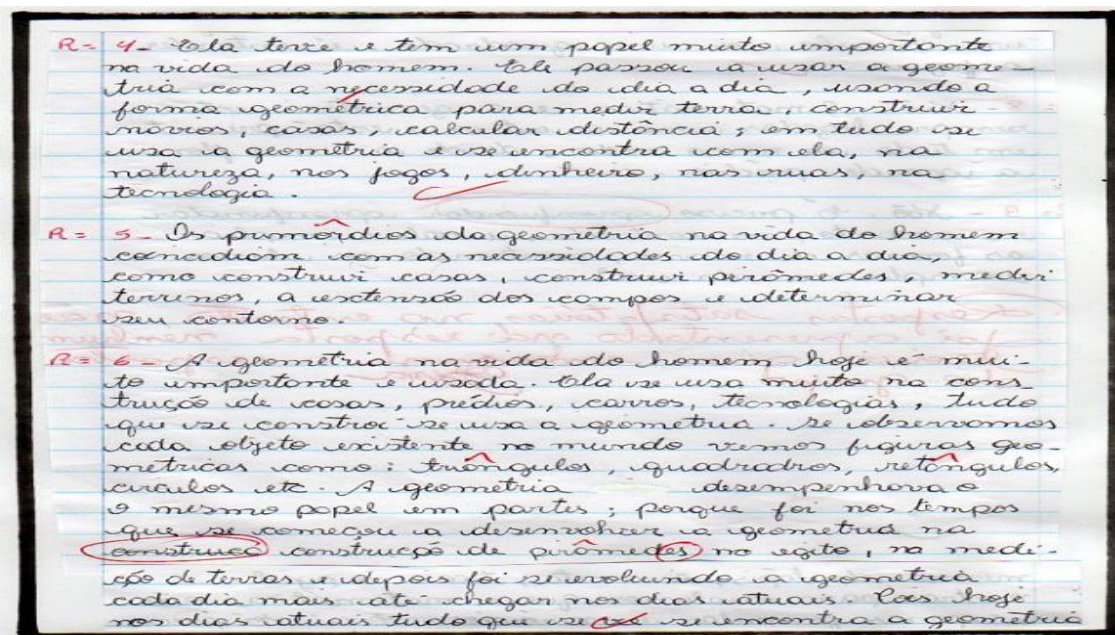 R= 4- Ela teve e tem um papel muito importante
na vida do homem. Ele passou a usar a geome-
tria com a necessidade do dia a dia, usando a
forma geométrica para medir terra, construir
návios, casas, calcular distância; em tudo se
usa a geometria e se encontra com ela, na
natureza, nos jogos, dinheiro, nas ruas, na
tecnologia.
R= 5- Os primórdios da geometria na vida do homem
concidiam com as necessidades do dia a dia,
como construir casas, construir pirâmedes, medir
terrenos, a extensão dos campos e determinar
seu contorno.
R= 6- A geometria na vida do homem hoje é mui-
to importante e usada. Ela se usa muito na cons-
trução de casas, prédios, carros, tecnologias, tudo
que se constroi se usa a geometria. Se observamos
cada objeto existente no mundo vemos figuras geo-
métricas como: triângulos, quadrados, retângulos,
circulos etc. A geometria desempenhava o
o mesmo papel em partes; porque foi nos tempos
que se começou a desenvolver a geometria na
construçã construção de pirâmedes no egito, na medi-
ção de terras e depois foi se evoluindo a geometria
cada dia mais até chegar nos dias atuais. Pois hoje
nos dias atuais tudo que se se encontra a geometria